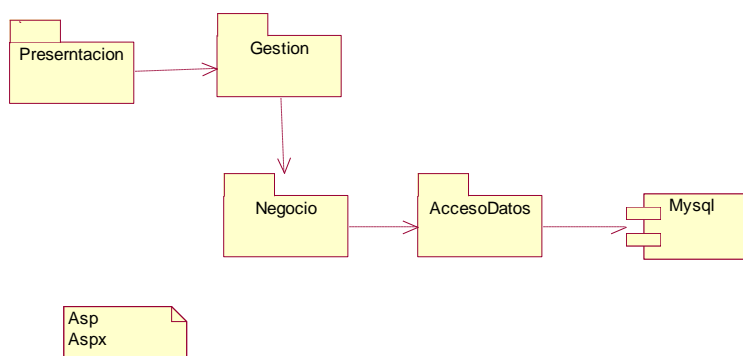 Preserntacion
Gestion
Negocio
AccesoDatos
Mysql
Asp
Aspx